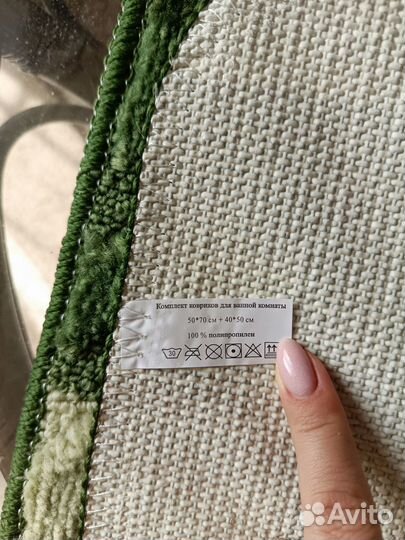 Комплект ковриков для ванной комнаты
50*70 см + 40*50 см
100 % полипропилен
30
Avito